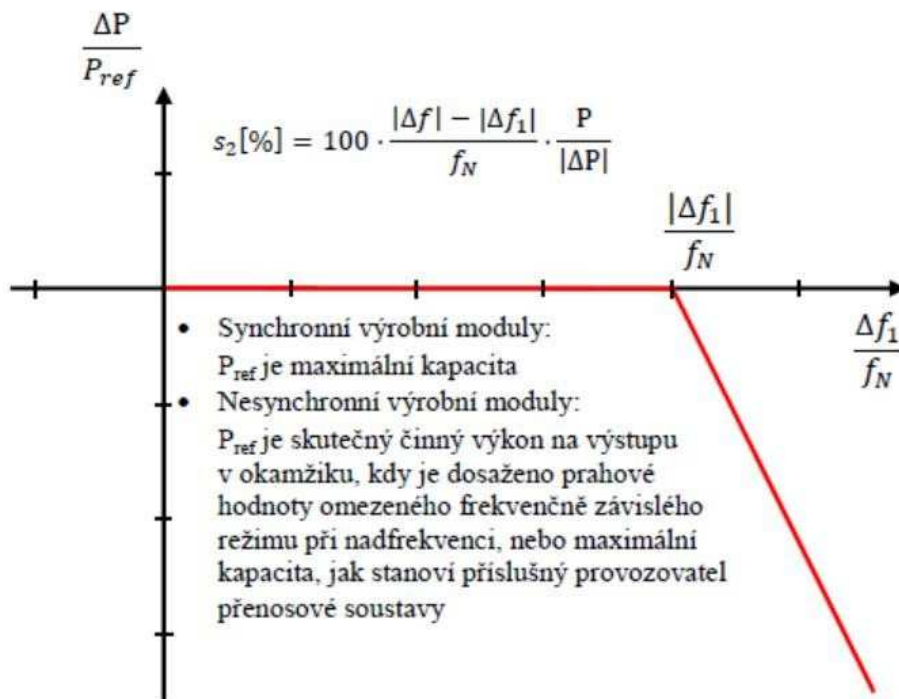 ΔP
P_ref
s₂[%] = 100 · (|Δf| − |Δf₁|)/f_N · P/|ΔP|
|Δf₁|
f_N
Δf₁
f_N
• Synchronní výrobní moduly:
P_ref je maximální kapacita
• Nesynchronní výrobní moduly:
P_ref je skutečný činný výkon na výstupu
v okamžiku, kdy je dosaženo prahové
hodnoty omezeného frekvenčně závislého
režimu při nadfrekvenci, nebo maximální
kapacita, jak stanoví příslušný provozovatel
přenosové soustavy